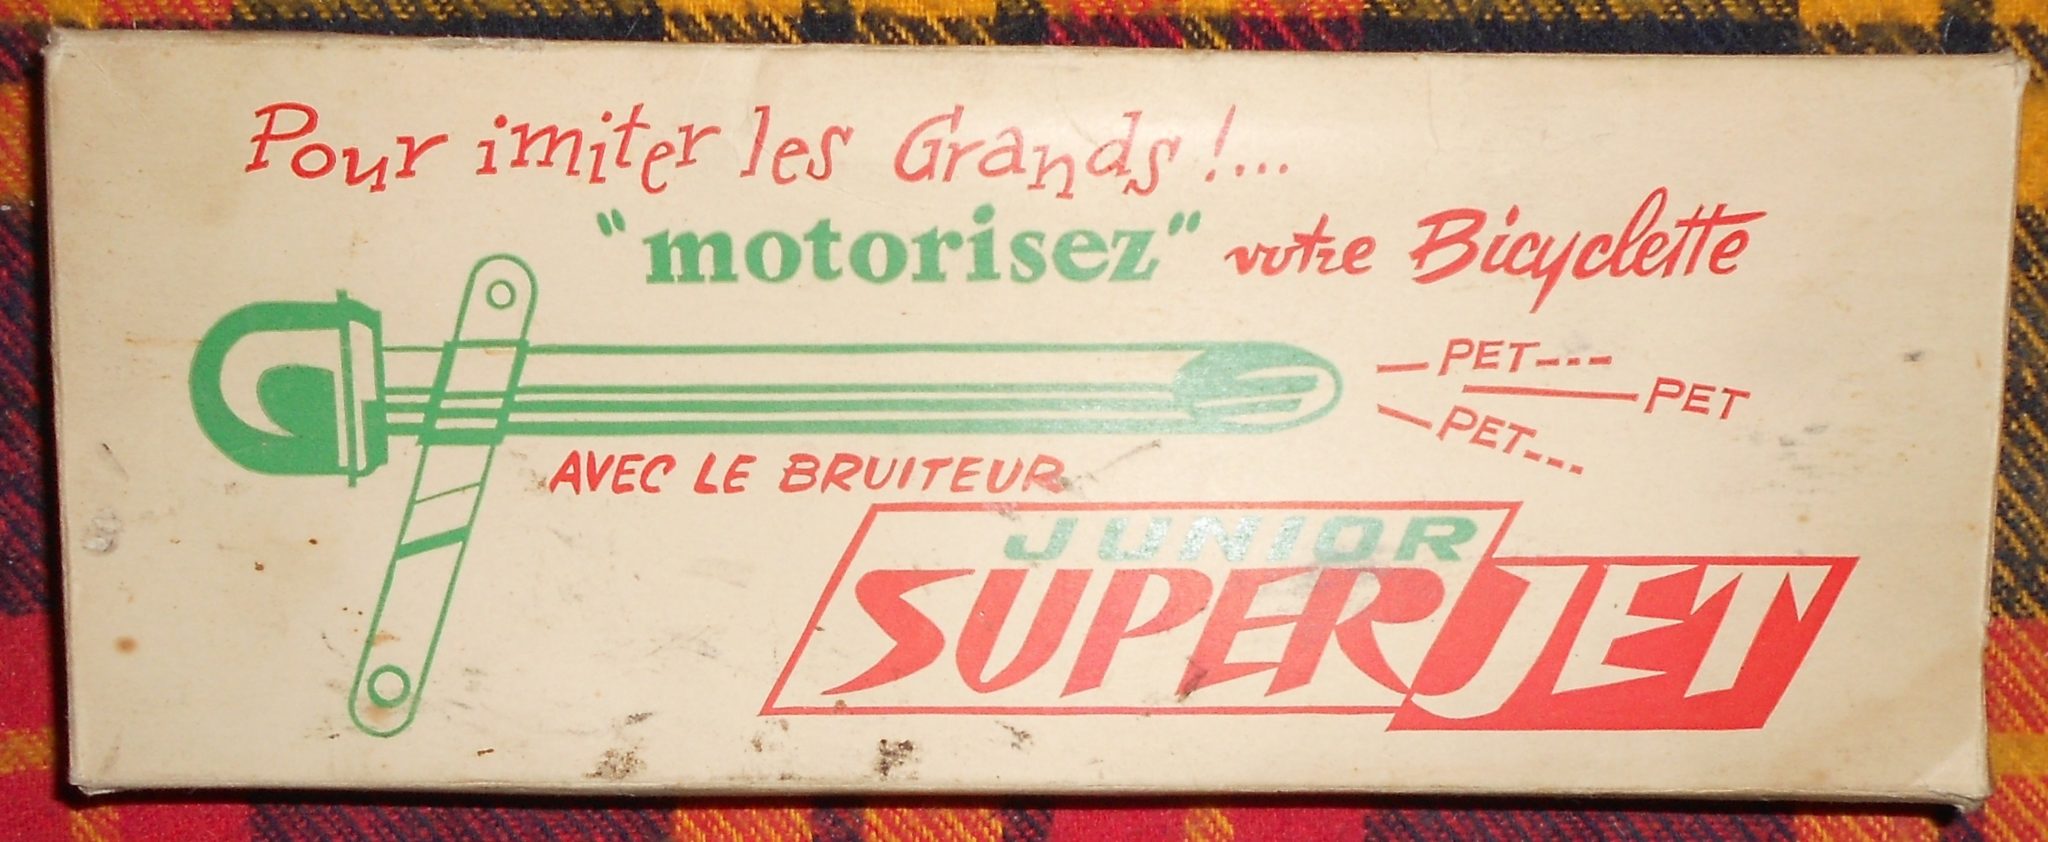 Pour imiter les Grands !...
"motorisez" votre Bicyclette
PET---
PET
PET---
AVEC LE BRUITEUR
JUNIOR
SUPERJET